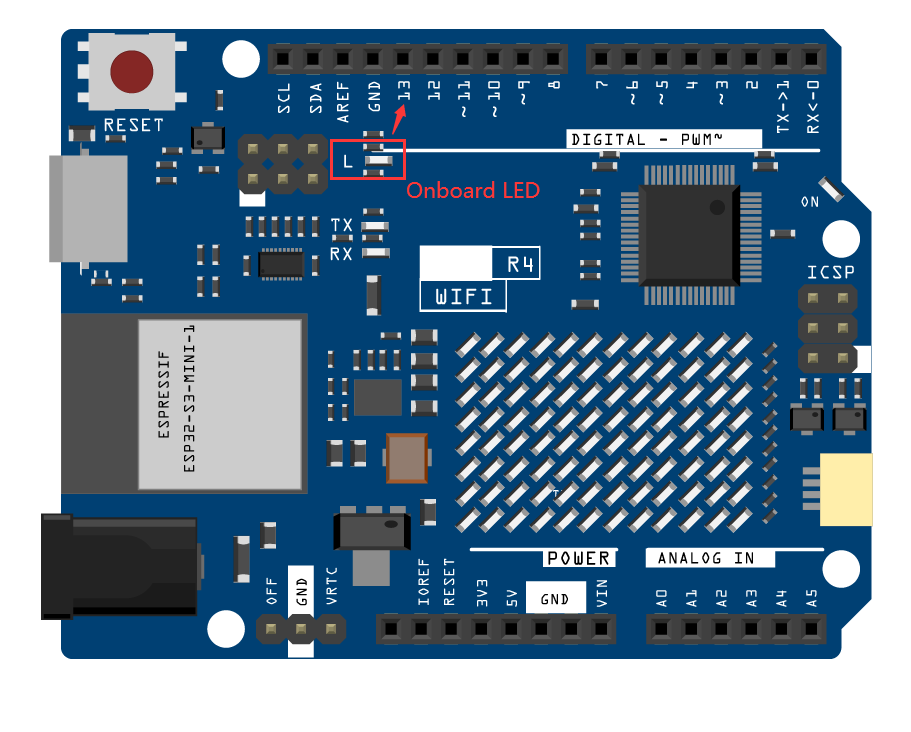 RESET
SCL
SDA
AREF
GND
13
12
~11
~10
~9
8
7
~6
~5
4
~3
2
TX->1
RX<-0
DIGITAL - PWM~
L
Onboard LED
TX
RX
ON
ICSP
R4
WIFI
ESPRESSIF
ESP32-S3-MINI-1
T
POWER
ANALOG IN
OFF
GND
VRTC
IOREF
RESET
3V3
5V
GND
VIN
A0
A1
A2
A3
A4
A5